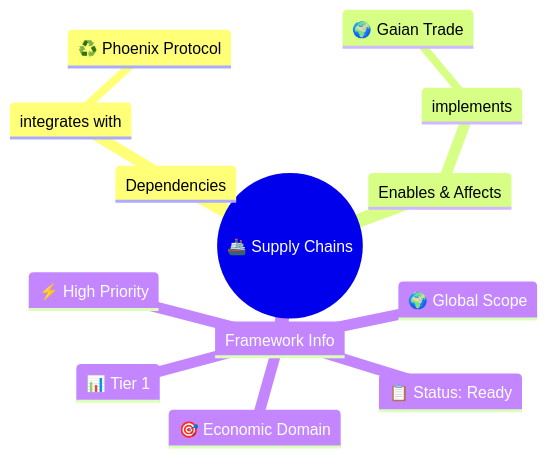 ♻️ Phoenix Protocol
integrates with
Dependencies
🌍 Gaian Trade
implements
Enables & Affects
🚢 Supply Chains
⚡ High Priority
🌍 Global Scope
Framework Info
📊 Tier 1
📋 Status: Ready
🎯 Economic Domain